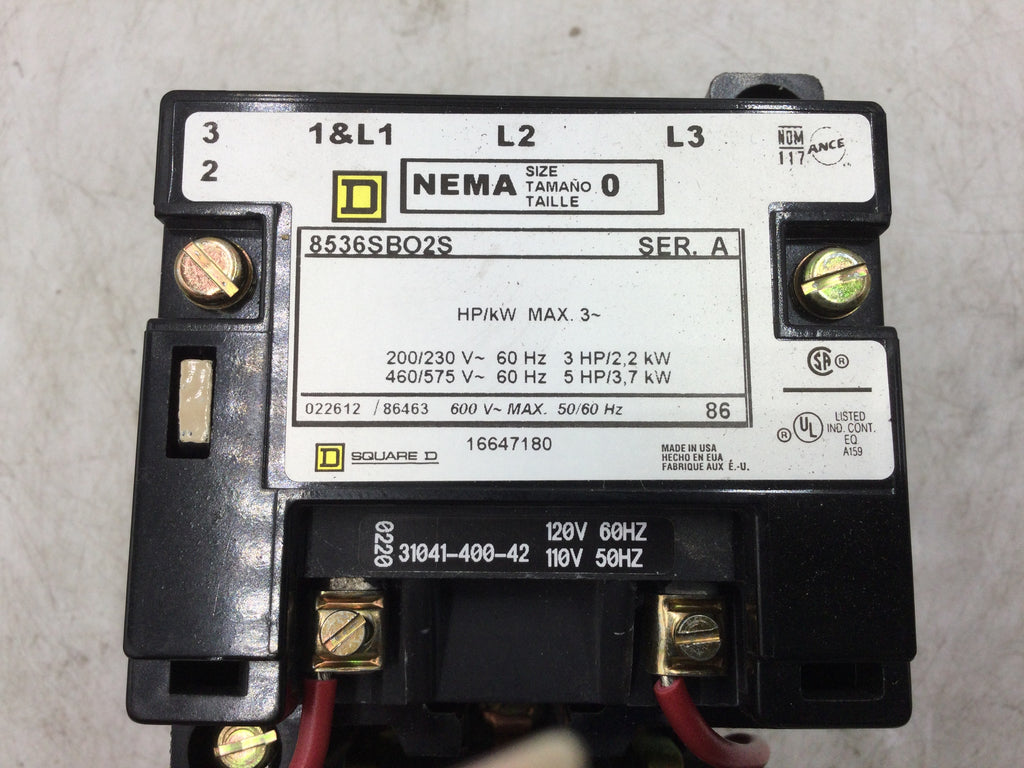 3 1&L1 L2 L3
2
NOM
117
ANCE
D
NEMA SIZE TAMAÑO TAILLE 0
8536SBO2S SER. A
HP/kW MAX. 3~
200/230 V~ 60 Hz 3 HP/2,2 kW
460/575 V~ 60 Hz 5 HP/3,7 kW
022612 / 86463 600 V~ MAX. 50/60 Hz 86
SA ®
D SQUARE D 16647180
MADE IN USA
HECHO EN EUA
FABRIQUE AUX É.-U.
® UL LISTED
IND. CONT.
EQ
A159
0220 31041-400-42
120V 60HZ
110V 50HZ